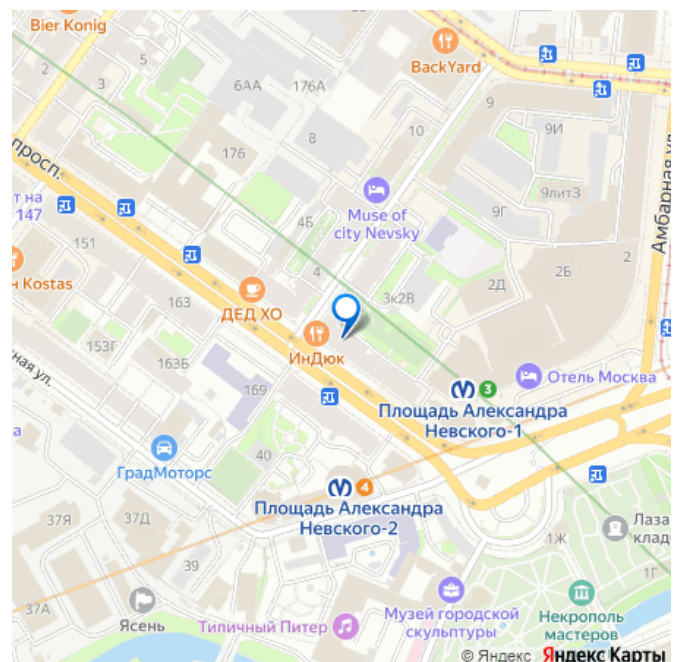 Bier Konig
2
3
5
6АА
176А
BackYard
9
8
10
9И
176
просп.
9лит3
Muse of
city Nevsky
9Г
т на
147
4Б
Амбарная ул.
151
4
2Д
2Б
2
3к2В
н Kostas
163
ДЕД ХО
ИнДюк
153Г
163Б
3
Отель Москва
ная ул.
169
Площадь Александра
Невского-1
40
ГрадМоторс
4
Площадь Александра
Невского-2
37Я
37Д
1Ж
Лаза
клад
39
1Г
37А
Ясень
Типичный Питер
Музей городской
скульптуры
Некрополь
мастеров
© Яндекс Яндекс Карты